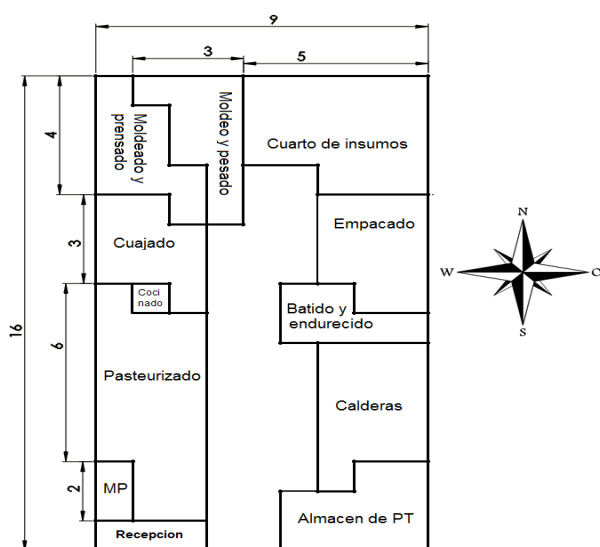 9
3
5
4
Moldeado y
prensado
Moldeo y pesado
Cuarto de insumos
3
Cuajado
Empacado
N
W
C
S
16
6
Coci
nado
Batido y
endurecido
Pasteurizado
Calderas
2
MP
Almacen de PT
Recepcion